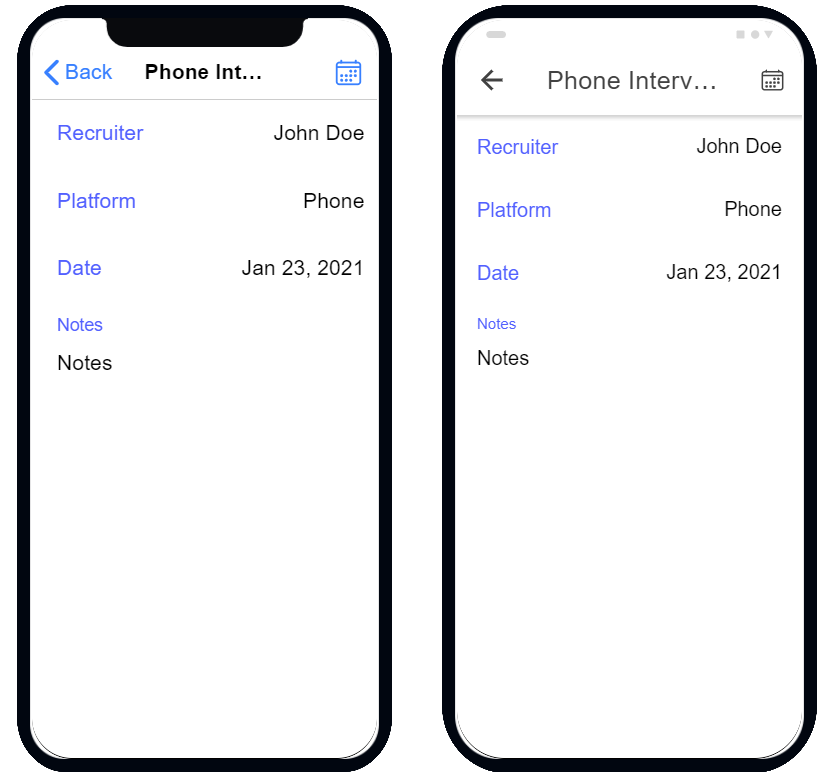 Back Phone Int...
Recruiter John Doe
Platform Phone
Date Jan 23, 2021
Notes
Notes
Phone Interv...
Recruiter John Doe
Platform Phone
Date Jan 23, 2021
Notes
Notes